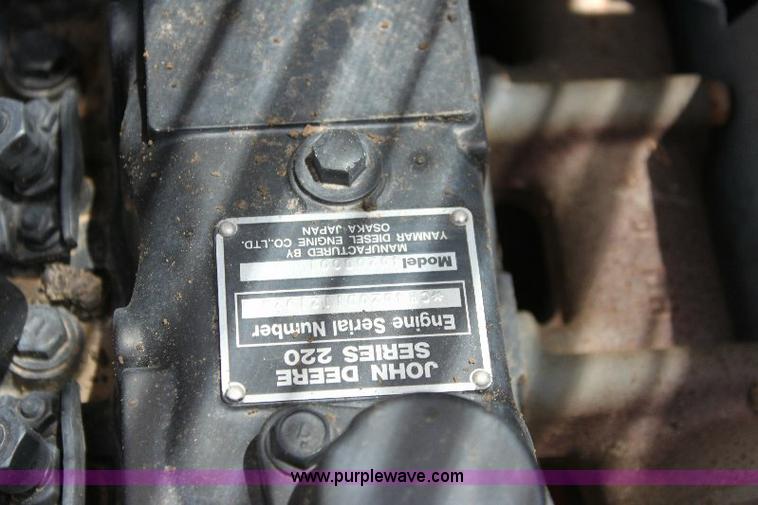 JOHN DEERE
SERIES 220
Engine Serial Number
Model
MANUFACTURED BY
YANMAR DIESEL ENGINE CO.,LTD.
OSAKA JAPAN
www.purplewave.com